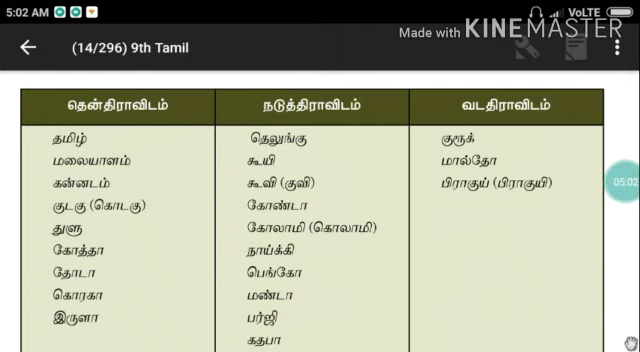 5:02 AM VoLTE
Made with KINEMASTER
(14/296) 9th Tamil
தென்திராவிடம் நடுத்திராவிடம் வடதிராவிடம்
தமிழ் தெலுங்கு குரூக்
மலையாளம் கூயி மால்தோ
கன்னடம் கூவி (குவி) பிராகுய் (பிராகுயி)
குடகு (கொடகு) கோண்டா
துளு கோலாமி (கொலாமி)
கோத்தா நாய்க்கி
தோடா பெங்கோ
கொரகா மண்டா
இருளா பர்ஜி
கதபா
05:02